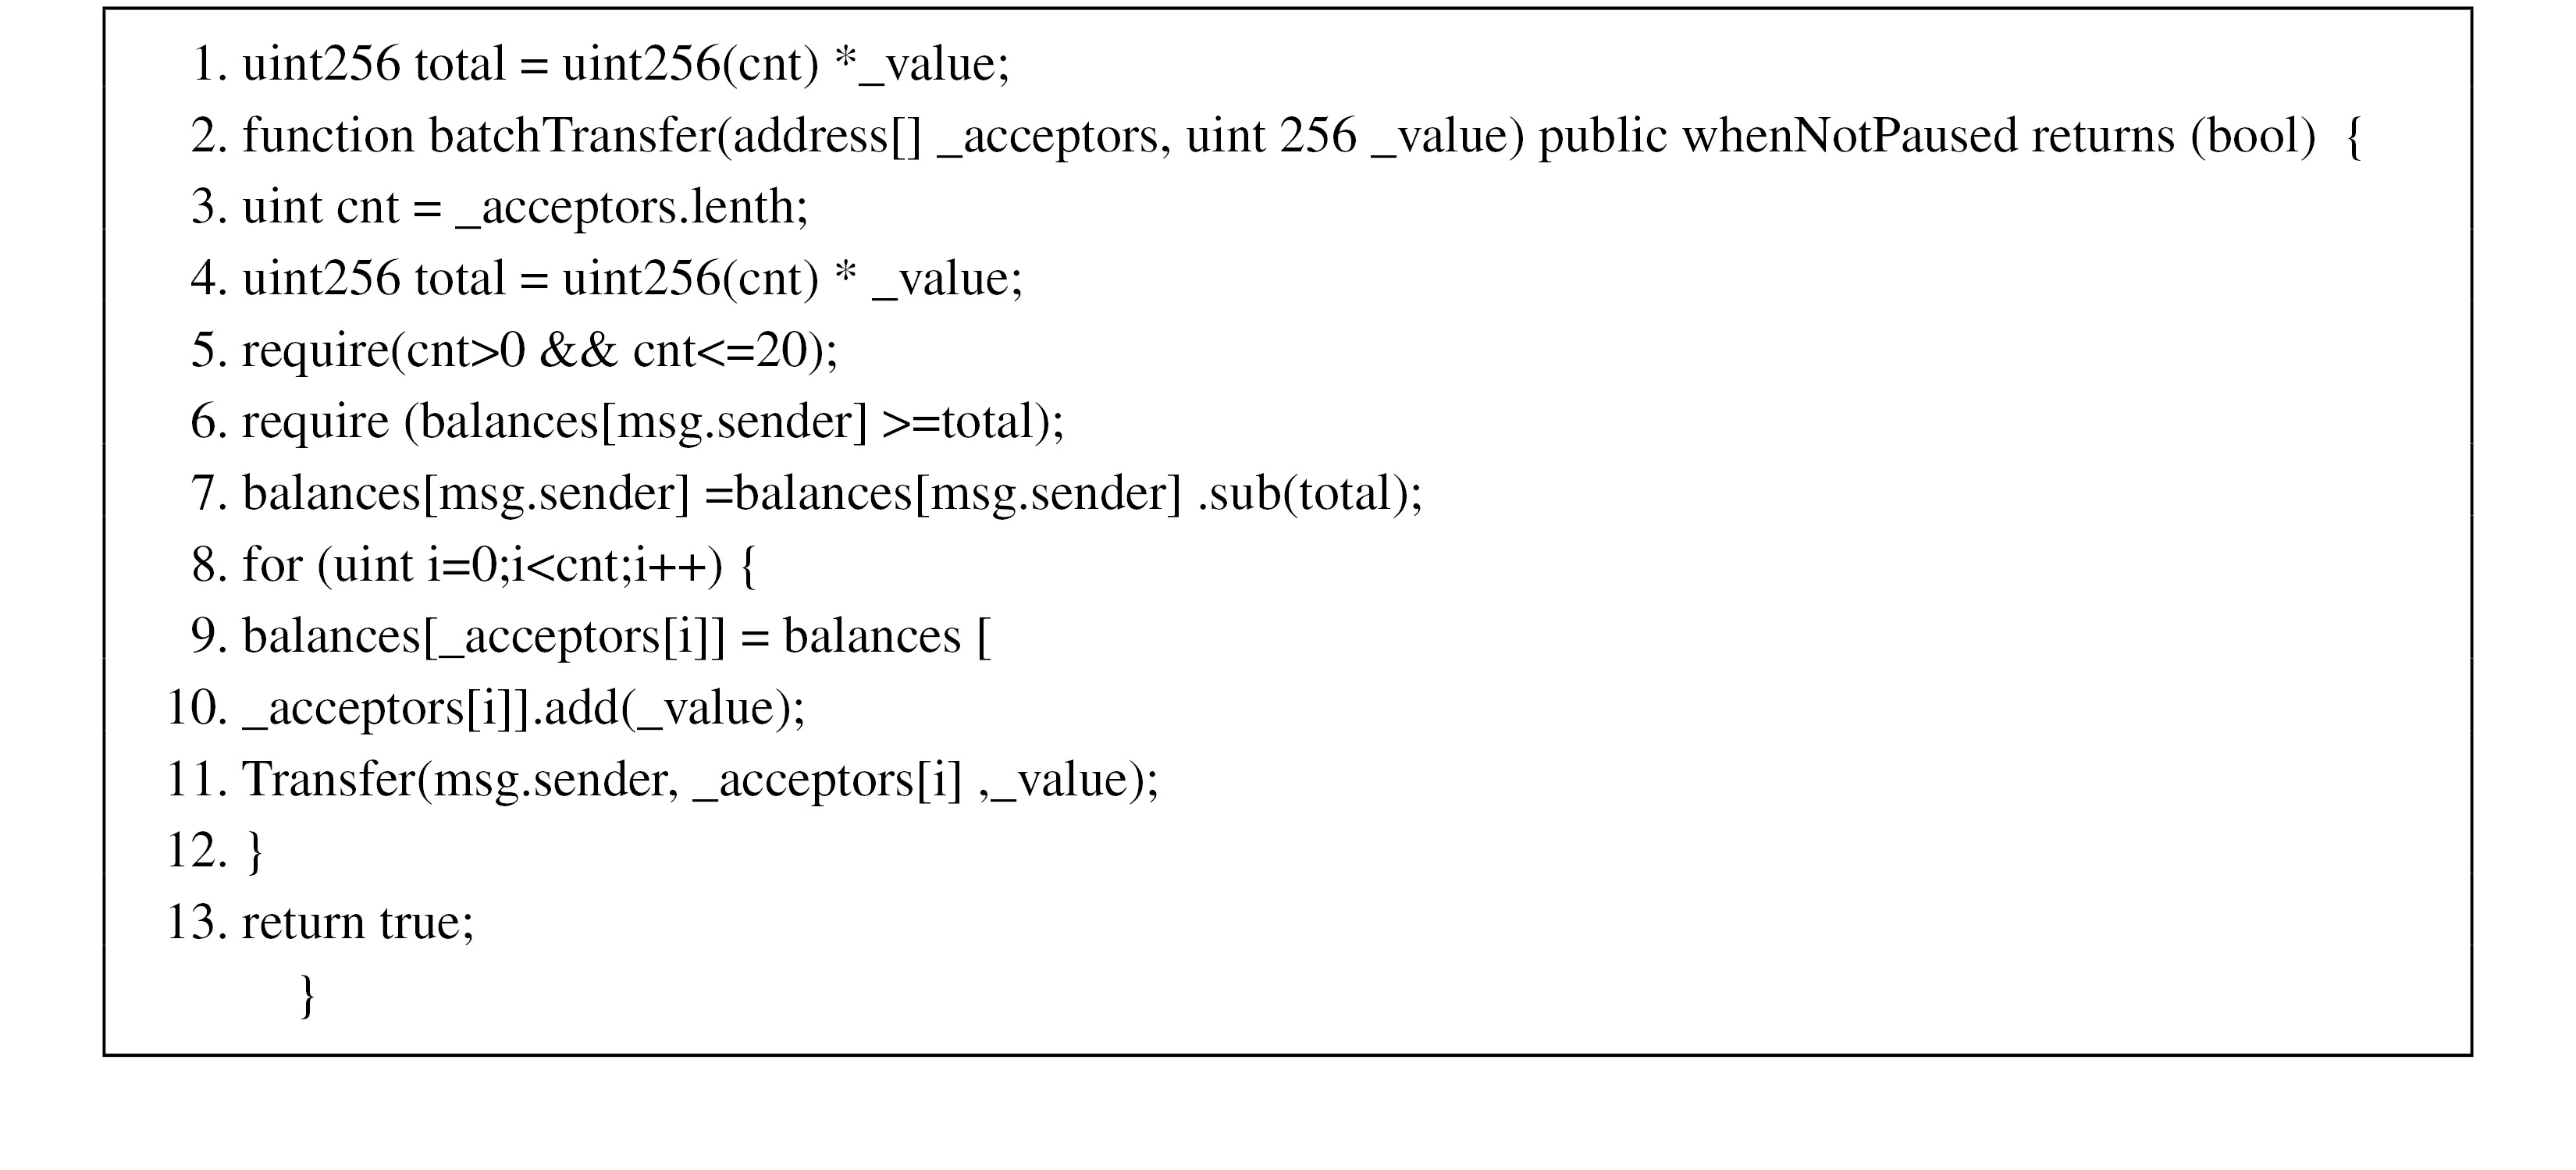 1. uint256 total = uint256(cnt) *_value;
2. function batchTransfer(address[] _acceptors, uint 256 _value) public whenNotPaused returns (bool) {
3. uint cnt = _acceptors.lenth;
4. uint256 total = uint256(cnt) * _value;
5. require(cnt>0 && cnt<=20);
6. require (balances[msg.sender] >=total);
7. balances[msg.sender] =balances[msg.sender] .sub(total);
8. for (uint i=0;i<cnt;i++) {
9. balances[_acceptors[i]] = balances [
10. _acceptors[i]].add(_value);
11. Transfer(msg.sender, _acceptors[i] ,_value);
12. }
13. return true;
}